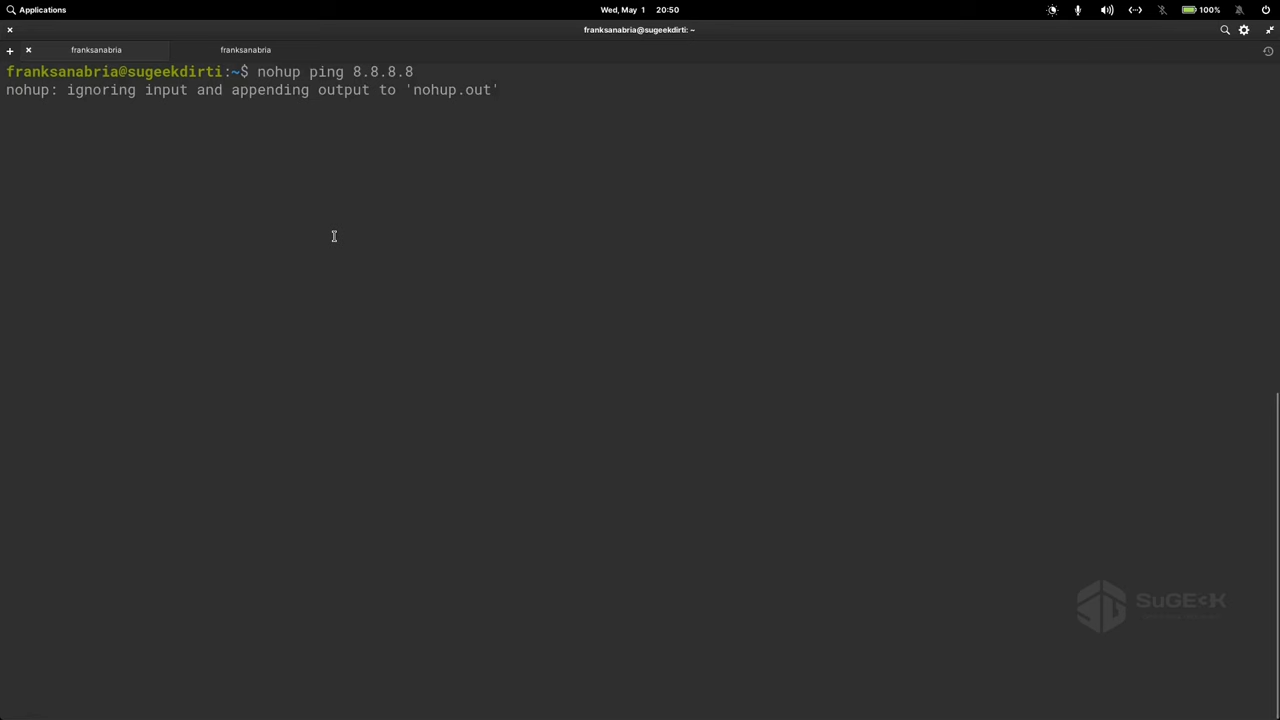 Applications
Wed, May 1 20:50
100%
franksanabria@sugeekdirti: ~
franksanabria
franksanabria
franksanabria@sugeekdirti:~$ nohup ping 8.8.8.8
nohup: ignoring input and appending output to 'nohup.out'
SuGE<K